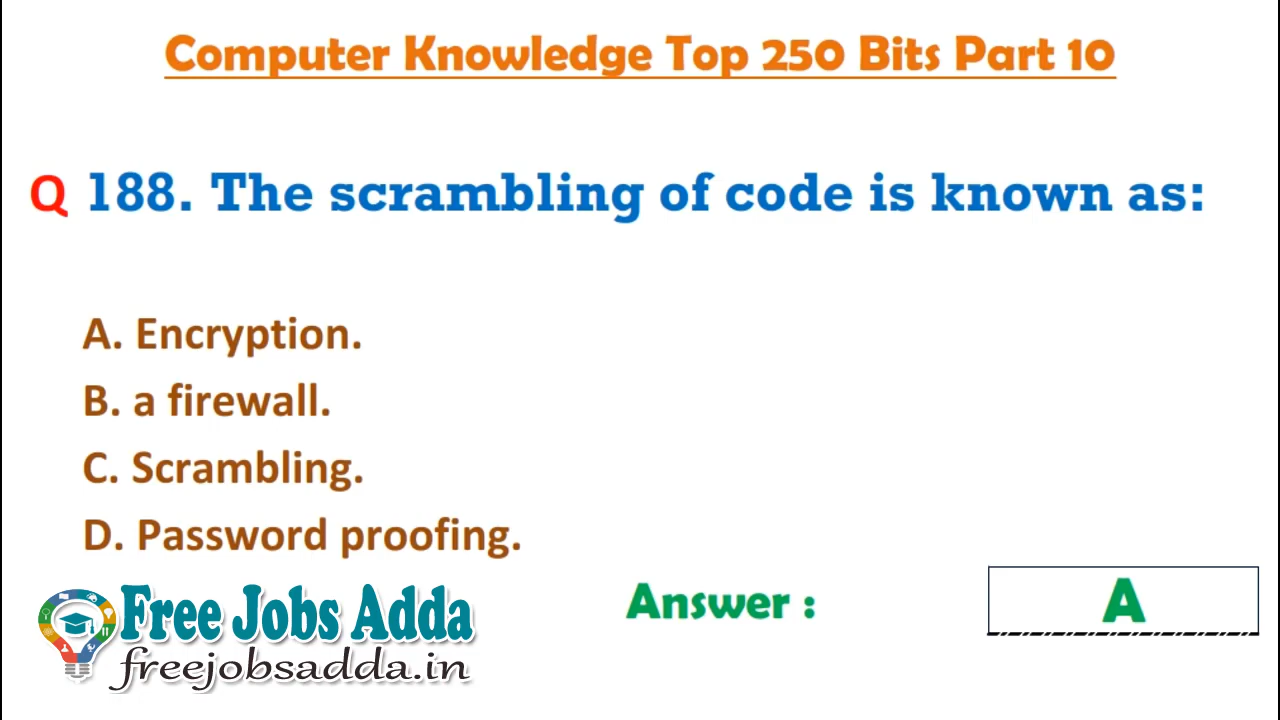 Computer Knowledge Top 250 Bits Part 10
Q 188. The scrambling of code is known as:
A. Encryption.
B. a firewall.
C. Scrambling.
D. Password proofing.
Free Jobs Adda
freejobsadda.in
Answer : A